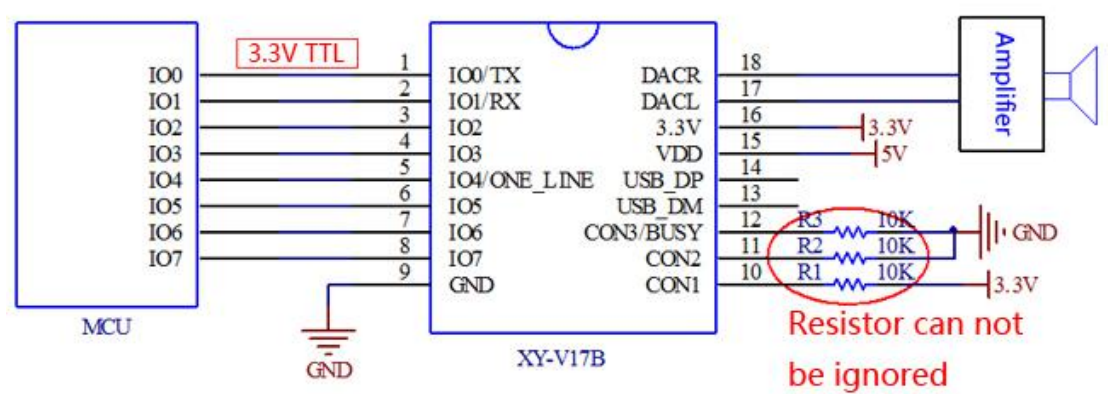 3.3V TTL
IO0
IO1
IO2
IO3
IO4
IO5
IO6
IO7
MCU
1
2
3
4
5
6
7
8
9
GND
IO0/TX
IO1/RX
IO2
IO3
IO4/ONE_LINE
IO5
IO6
IO7
GND
DACR
DACL
3.3V
VDD
USB_DP
USB_DM
CON3/BUSY
CON2
CON1
XY-V17B
18
17
16
15
14
13
12
11
10
3.3V
5V
R3 10K
R2 10K
R1 10K
GND
3.3V
Amplifier
Resistor can not
be ignored